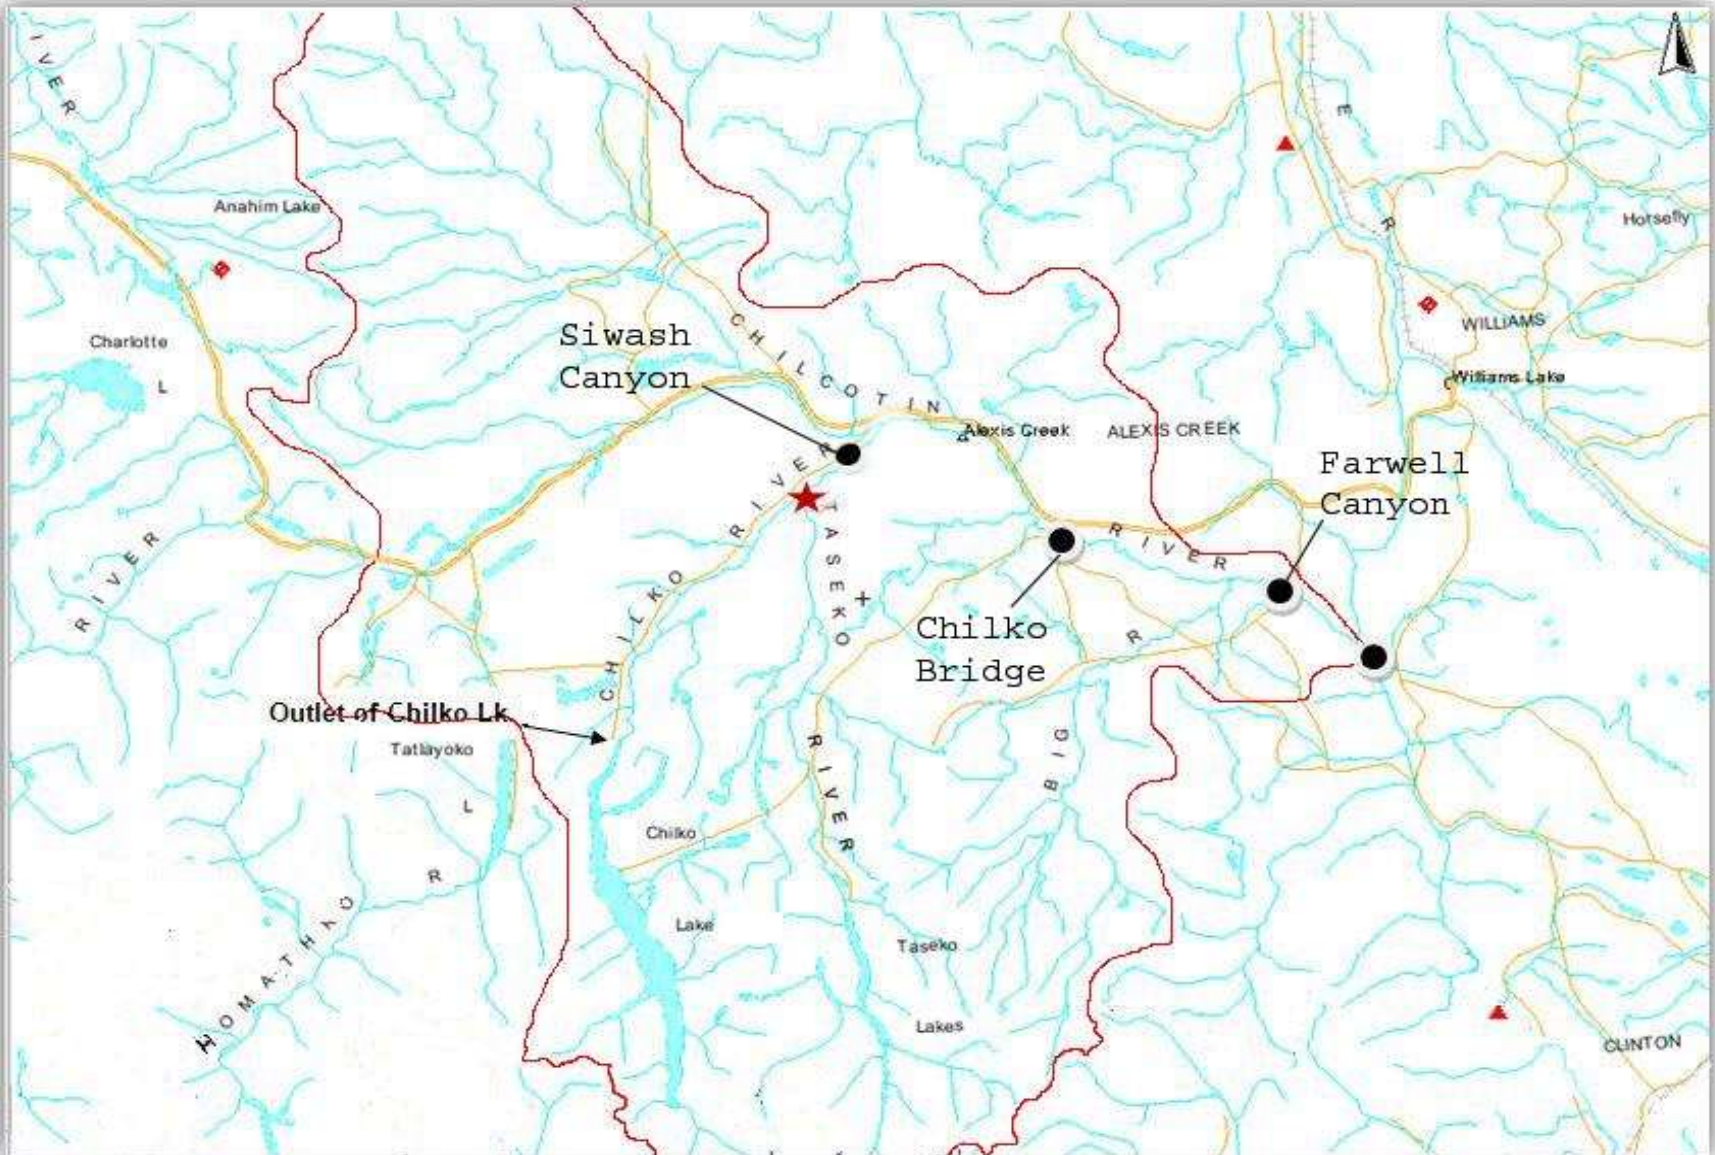 IVER
E
R
Anahim Lake
Horsefly
Charlotte
L
WILLIAMS
Siwash
Canyon
CHILCOTIN
RIVER
Williams Lake
Alexis Creek
ALEXIS CREEK
Farwell
Canyon
CHILKO RIVER
TASEKO
RIVER
RIVER
Chilko
Bridge
R
BIG
Outlet of Chilko Lk
Tatlayoko
L
Chilko
Lake
R
HOMATHKO
Taseko
Lakes
CLINTON